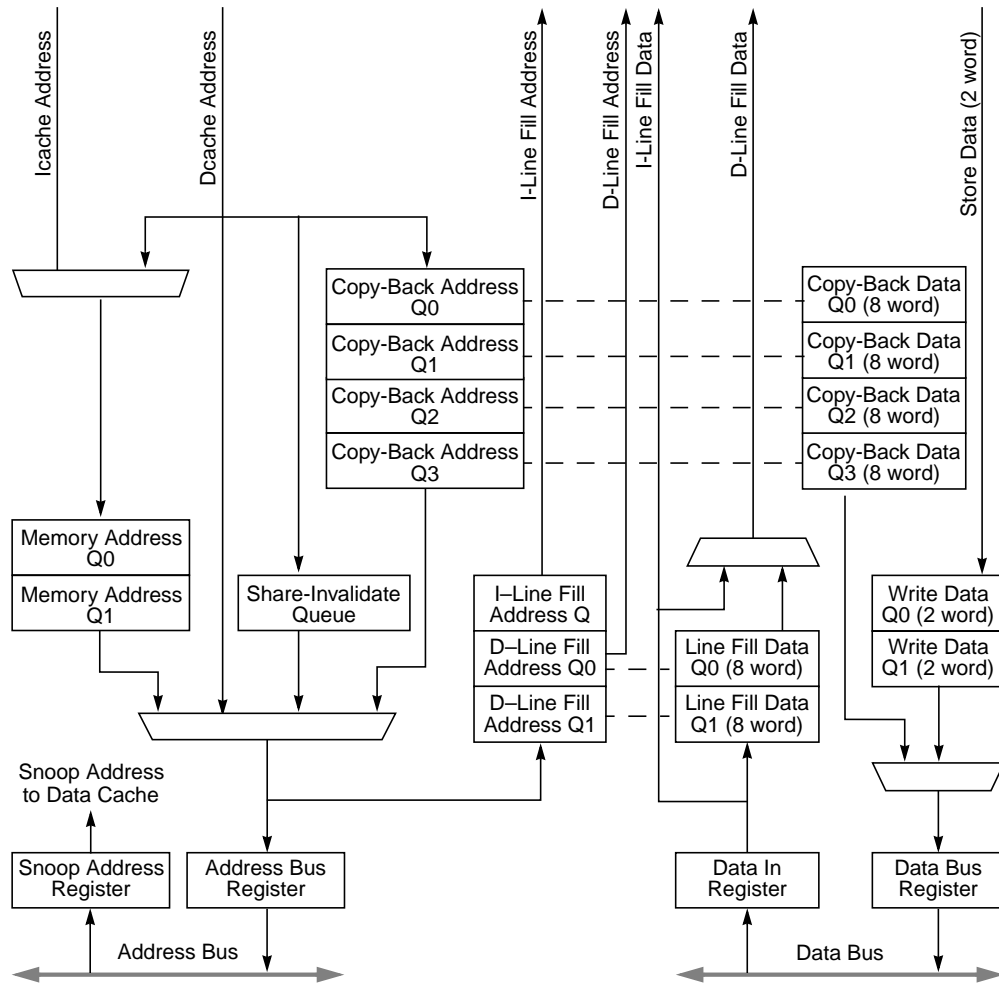 Icache Address
Dcache Address
I-Line Fill Address
D-Line Fill Address
I-Line Fill Data
D-Line Fill Data
Store Data (2 word)
Copy-Back Address
Q0
Copy-Back Address
Q1
Copy-Back Address
Q2
Copy-Back Address
Q3
Copy-Back Data
Q0 (8 word)
Copy-Back Data
Q1 (8 word)
Copy-Back Data
Q2 (8 word)
Copy-Back Data
Q3 (8 word)
Memory Address
Q0
Memory Address
Q1
Share-Invalidate
Queue
I–Line Fill
Address Q
D–Line Fill
Address Q0
D–Line Fill
Address Q1
Line Fill Data
Q0 (8 word)
Line Fill Data
Q1 (8 word)
Write Data
Q0 (2 word)
Write Data
Q1 (2 word)
Snoop Address
to Data Cache
Snoop Address
Register
Address Bus
Register
Data In
Register
Data Bus
Register
Address Bus
Data Bus